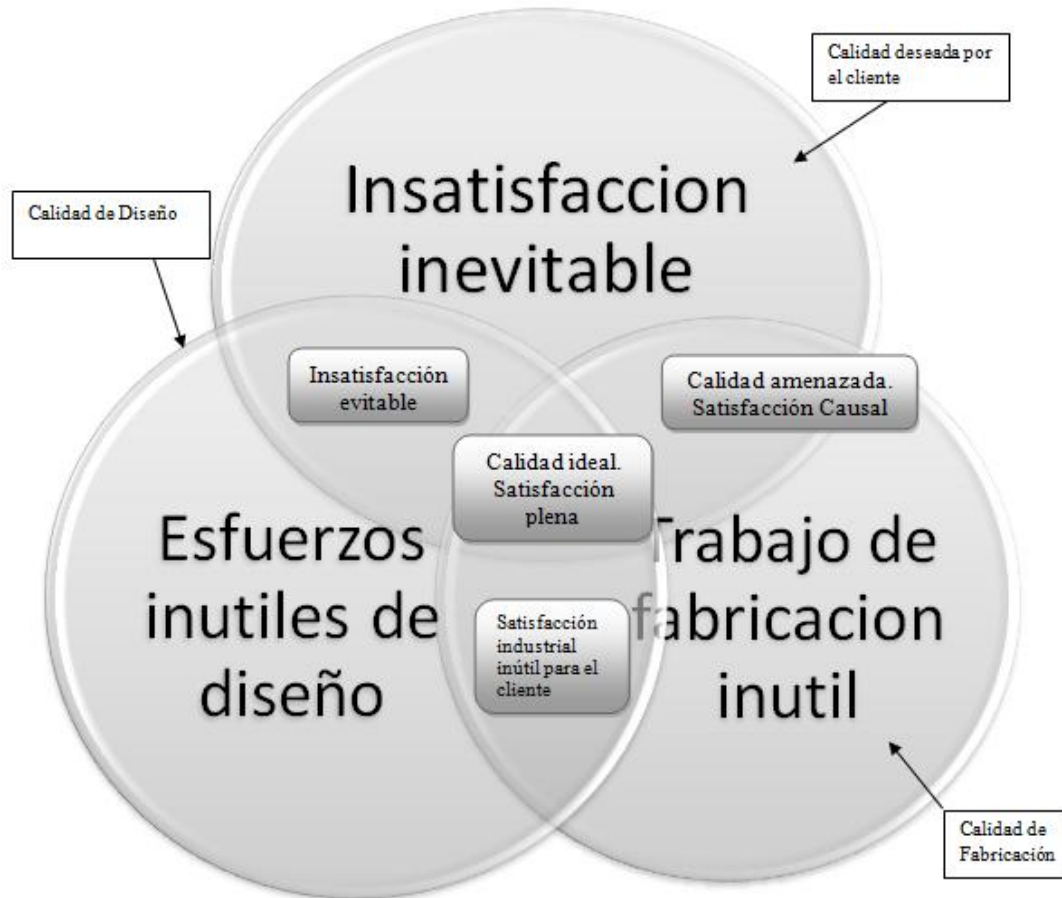 Calidad deseada por
el cliente
Insatisfaccion
inevitable
Calidad de Diseño
Insatisfacción
evitable
Calidad amenazada.
Satisfacción Causal
Calidad ideal.
Satisfacción
plena
Esfuerzos
inutiles de
diseño
Trabajo de
fabricacion
inutil
Satisfacción
industrial
inútil para el
cliente
Calidad de
Fabricación